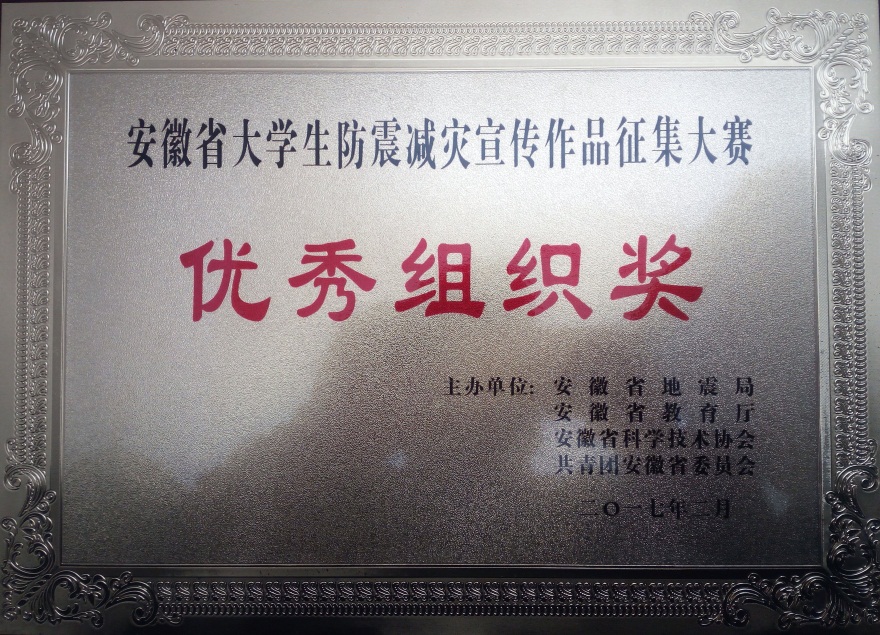 安徽省大学生防震减灾宣传作品征集大赛
优秀组织奖
主办单位：安徽省地震局
安徽省教育厅
安徽省科学技术协会
共青团安徽省委员会
二〇一七年二月